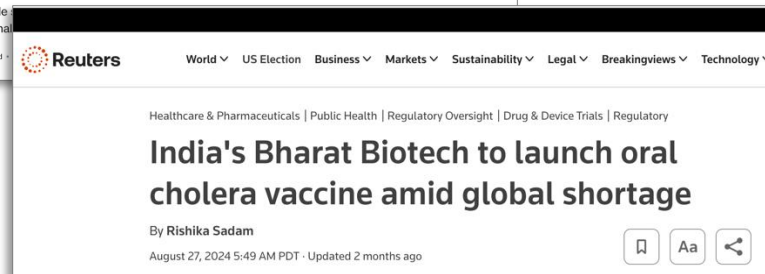 Reuters
World US Election Business Markets Sustainability Legal Breakingviews Technology
Healthcare & Pharmaceuticals | Public Health | Regulatory Oversight | Drug & Device Trials | Regulatory
India's Bharat Biotech to launch oral
cholera vaccine amid global shortage
By Rishika Sadam
Aa
August 27, 2024 5:49 AM PDT · Updated 2 months ago